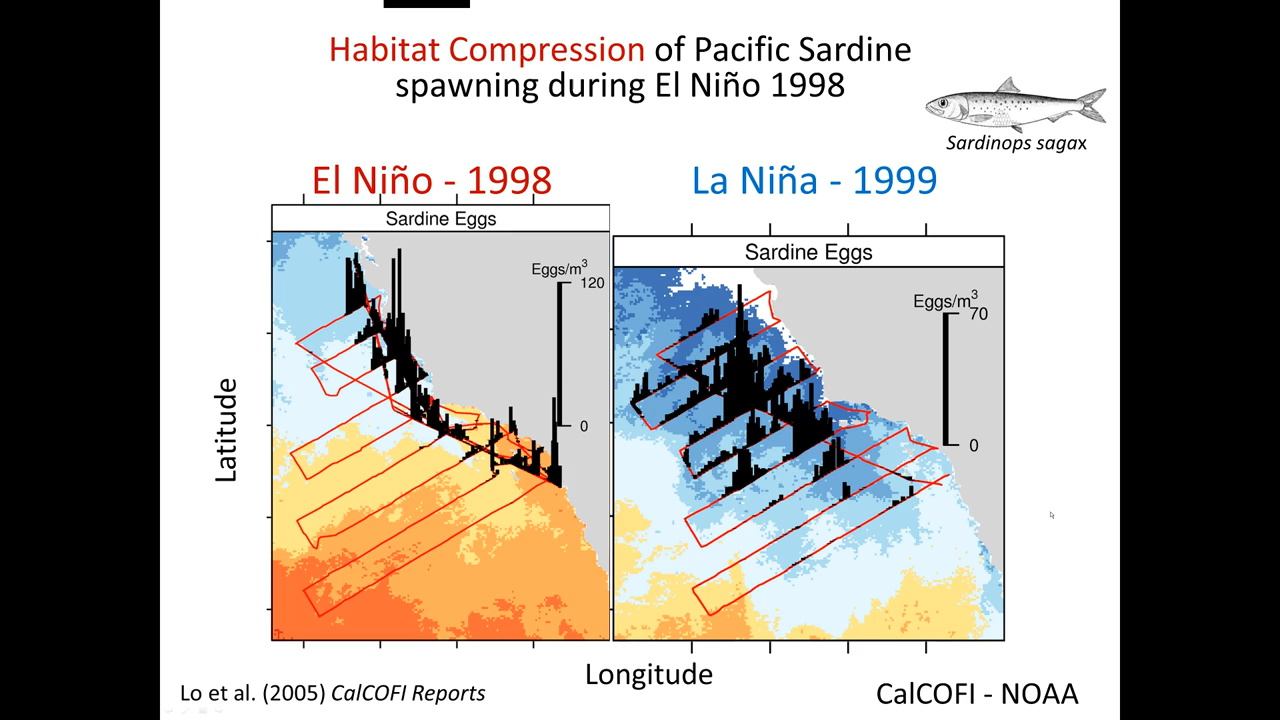 Habitat Compression of Pacific Sardine
spawning during El Niño 1998
Sardinops sagax
El Niño - 1998
La Niña - 1999
Sardine Eggs
Eggs/m3
120
0
Sardine Eggs
Eggs/m3
70
0
Latitude
Longitude
Lo et al. (2005) CalCOFI Reports
CalCOFI - NOAA